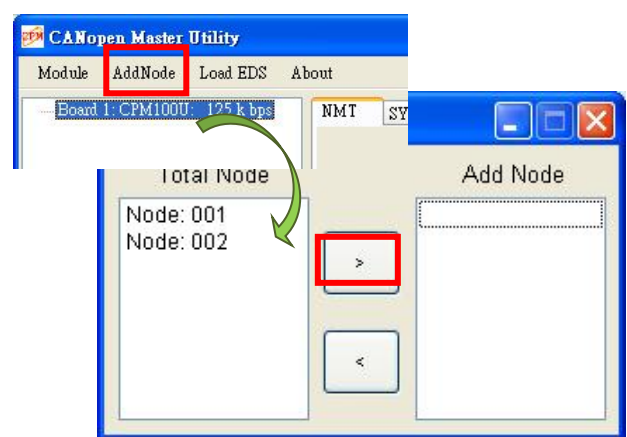 CPM CANopen Master Utility
Module AddNode Load EDS About
Board 1: CPM100U: 125 k bps
NMT SY
Total Node Add Node
Node: 001
Node: 002
>
<